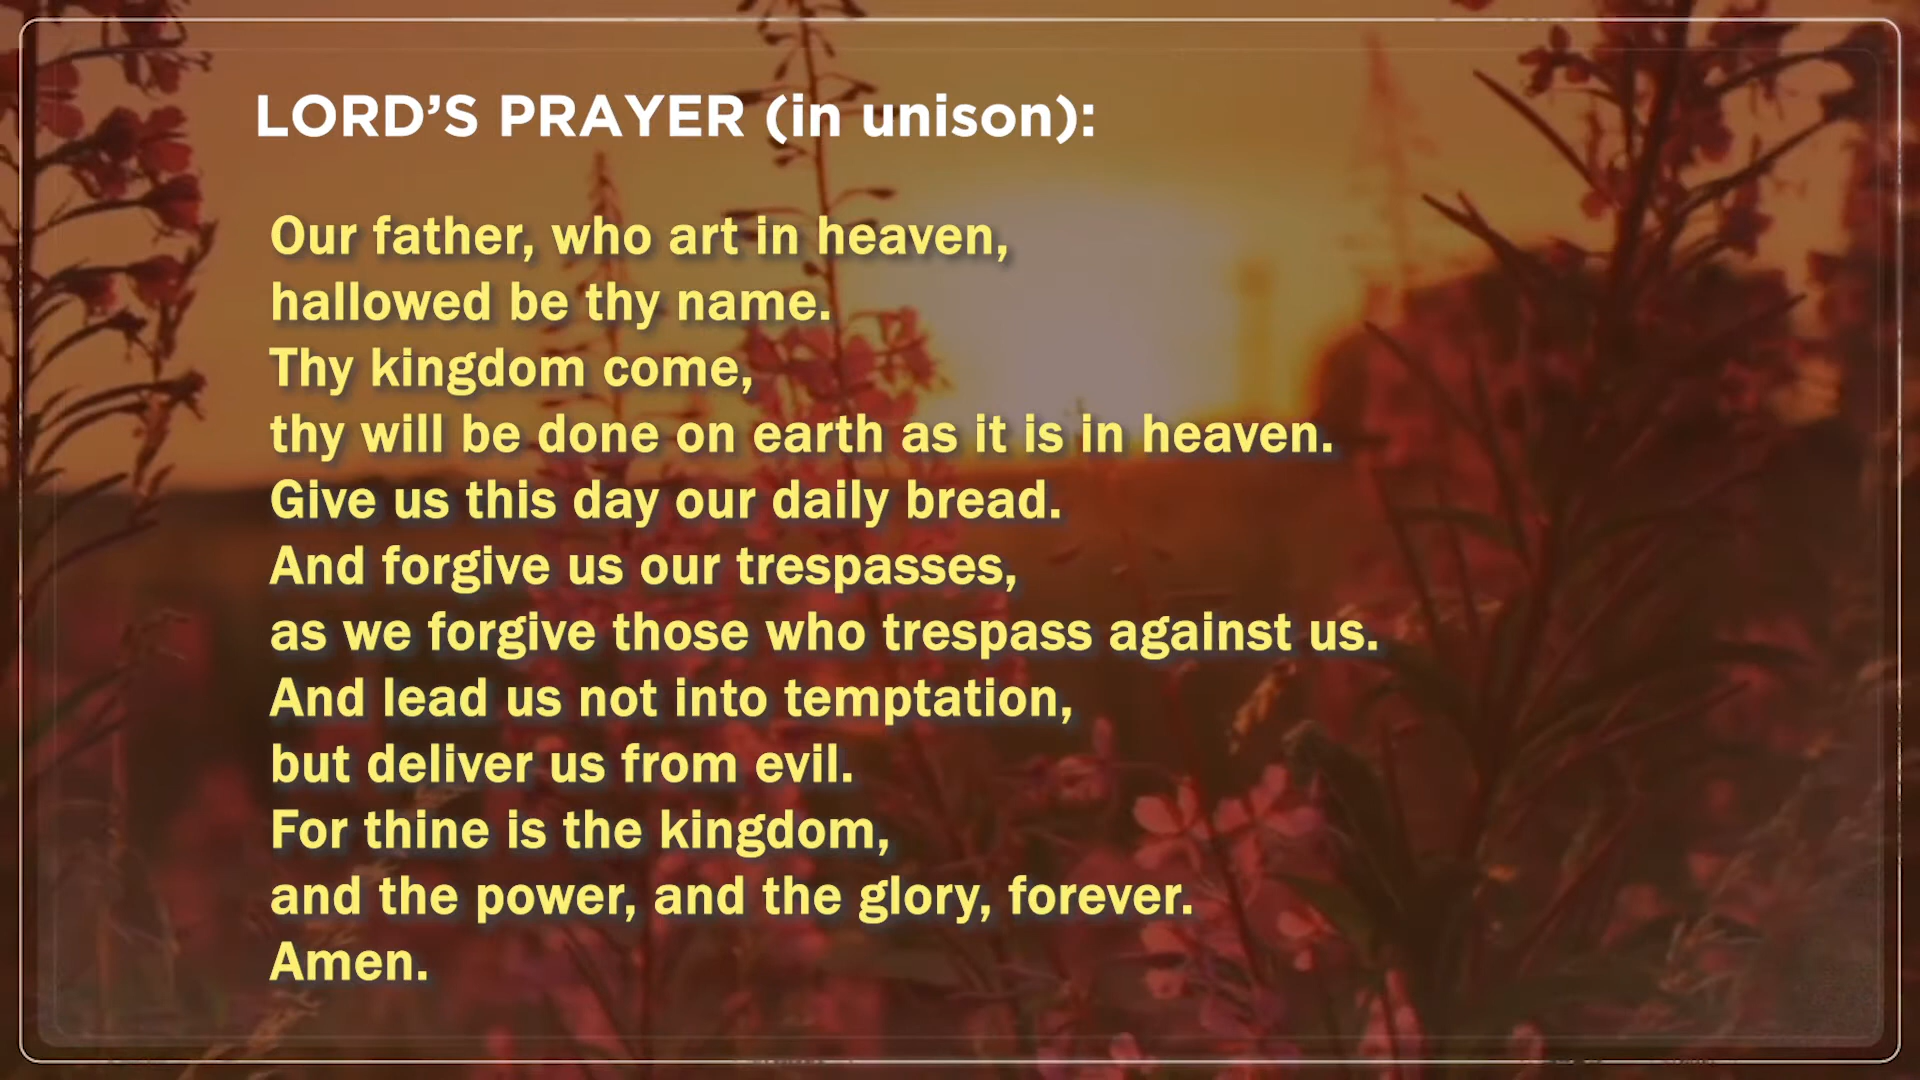 LORD’S PRAYER (in unison):
Our father, who art in heaven,
hallowed be thy name.
Thy kingdom come,
thy will be done on earth as it is in heaven.
Give us this day our daily bread.
And forgive us our trespasses,
as we forgive those who trespass against us.
And lead us not into temptation,
but deliver us from evil.
For thine is the kingdom,
and the power, and the glory, forever.
Amen.